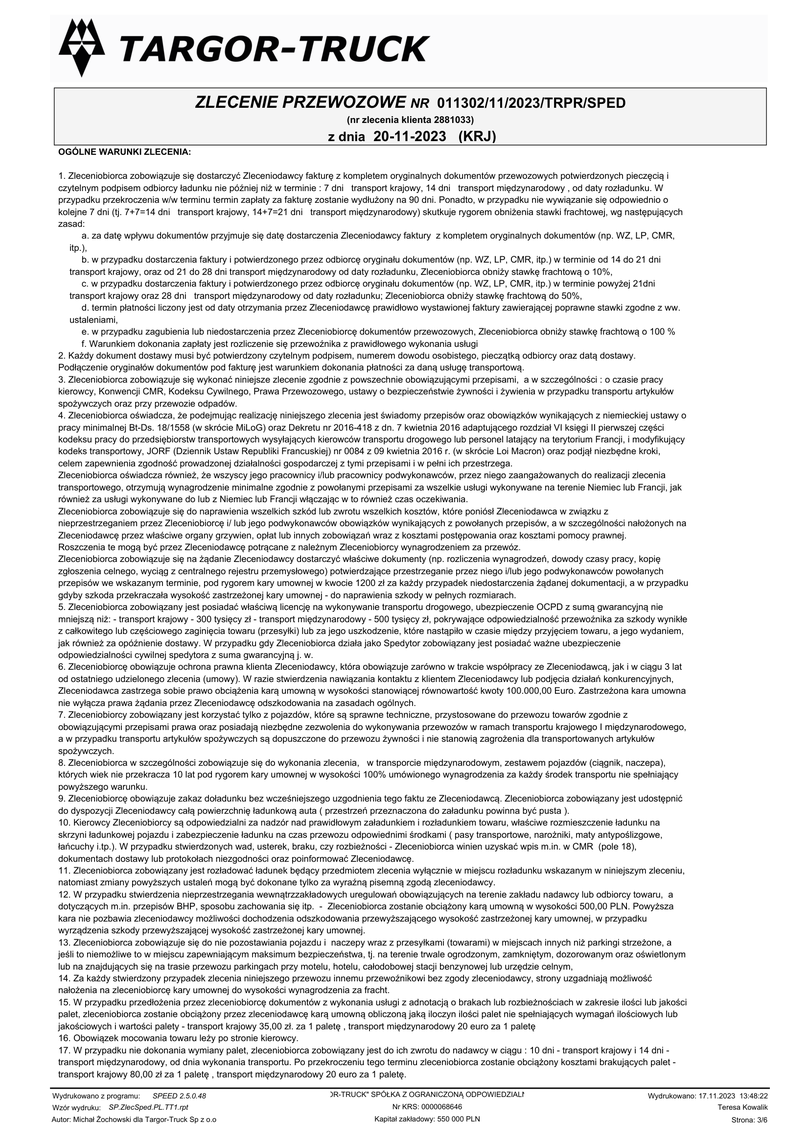 TARGOR-TRUCK
ZLECENIE PRZEWOZOWE NR 011302/11/2023/TRPR/SPED
(nr zlecenia klienta 2881033)
z dnia 20-11-2023 (KRJ)
OGÓLNE WARUNKI ZLECENIA:
1. Zleceniobiorca zobowiązuje się dostarczyć Zleceniodawcy fakturę z kompletem oryginalnych dokumentów przewozowych potwierdzonych pieczęcią i
czytelnym podpisem odbiorcy ładunku nie później niż w terminie : 7 dni transport krajowy, 14 dni transport międzynarodowy , od daty rozładunku. W
przypadku przekroczenia w/w terminu termin zapłaty za fakturę zostanie wydłużony na 90 dni. Ponadto, w przypadku nie wywiązanie się odpowiednio o
kolejne 7 dni (tj. 7+7=14 dni transport krajowy, 14+7=21 dni transport międzynarodowy) skutkuje rygorem obniżenia stawki frachtowej, wg następujących
zasad:
a. za datę wpływu dokumentów przyjmuje się datę dostarczenia Zleceniodawcy faktury z kompletem oryginalnych dokumentów (np. WZ, LP, CMR,
itp.),
b. w przypadku dostarczenia faktury i potwierdzonego przez odbiorcę oryginału dokumentów (np. WZ, LP, CMR, itp.) w terminie od 14 do 21 dni
transport krajowy, oraz od 21 do 28 dni transport międzynarodowy od daty rozładunku, Zleceniobiorca obniży stawkę frachtową o 10%,
c. w przypadku dostarczenia faktury i potwierdzonego przez odbiorcę oryginału dokumentów (np. WZ, LP, CMR, itp.) w terminie powyżej 21dni
transport krajowy oraz 28 dni transport międzynarodowy od daty rozładunku; Zleceniobiorca obniży stawkę frachtową do 50%,
d. termin płatności liczony jest od daty otrzymania przez Zleceniodawcę prawidłowo wystawionej faktury zawierającej poprawne stawki zgodne z ww.
ustaleniami,
e. w przypadku zagubienia lub niedostarczenia przez Zleceniobiorcę dokumentów przewozowych, Zleceniobiorca obniży stawkę frachtową o 100 %
f. Warunkiem dokonania zapłaty jest rozliczenie się przewoźnika z prawidłowego wykonania usługi
2. Każdy dokument dostawy musi być potwierdzony czytelnym podpisem, numerem dowodu osobistego, pieczątką odbiorcy oraz datą dostawy.
Podłączenie oryginałów dokumentów pod fakturę jest warunkiem dokonania płatności za daną usługę transportową.
3. Zleceniobiorca zobowiązuje się wykonać niniejsze zlecenie zgodnie z powszechnie obowiązującymi przepisami, a w szczególności : o czasie pracy
kierowcy, Konwencji CMR, Kodeksu Cywilnego, Prawa Przewozowego, ustawy o bezpieczeństwie żywności i żywienia w przypadku transportu artykułów
spożywczych oraz przy przewozie odpadów.
4. Zleceniobiorca oświadcza, że podejmując realizację niniejszego zlecenia jest świadomy przepisów oraz obowiązków wynikających z niemieckiej ustawy o
pracy minimalnej Bt-Ds. 18/1558 (w skrócie MiLoG) oraz Dekretu nr 2016-418 z dn. 7 kwietnia 2016 adaptującego rozdział VI księgi II pierwszej części
kodeksu pracy do przedsiębiorstw transportowych wysyłających kierowców transportu drogowego lub personel latający na terytorium Francji, i modyfikujący
kodeks transportowy, JORF (Dziennik Ustaw Republiki Francuskiej) nr 0084 z 09 kwietnia 2016 r. (w skrócie Loi Macron) oraz podjął niezbędne kroki,
celem zapewnienia zgodność prowadzonej działalności gospodarczej z tymi przepisami i w pełni ich przestrzega.
Zleceniobiorca oświadcza również, że wszyscy jego pracownicy i/lub pracownicy podwykonawców, przez niego zaangażowanych do realizacji zlecenia
transportowego, otrzymują wynagrodzenie minimalne zgodnie z powołanymi przepisami za wszelkie usługi wykonywane na terenie Niemiec lub Francji, jak
również za usługi wykonywane do lub z Niemiec lub Francji włączając w to również czas oczekiwania.
Zleceniobiorca zobowiązuje się do naprawienia wszelkich szkód lub zwrotu wszelkich kosztów, które poniósł Zleceniodawca w związku z
nieprzestrzeganiem przez Zleceniobiorcę i/ lub jego podwykonawców obowiązków wynikających z powołanych przepisów, a w szczególności nałożonych na
Zleceniodawcę przez właściwe organy grzywien, opłat lub innych zobowiązań wraz z kosztami postępowania oraz kosztami pomocy prawnej.
Roszczenia te mogą być przez Zleceniodawcę potrącane z należnym Zleceniobiorcy wynagrodzeniem za przewóz.
Zleceniobiorca zobowiązuje się na żądanie Zleceniodawcy dostarczyć właściwe dokumenty (np. rozliczenia wynagrodzeń, dowody czasy pracy, kopię
zgłoszenia celnego, wyciąg z centralnego rejestru przemysłowego) potwierdzające przestrzeganie przez niego i/lub jego podwykonawców powołanych
przepisów we wskazanym terminie, pod rygorem kary umownej w kwocie 1200 zł za każdy przypadek niedostarczenia żądanej dokumentacji, a w przypadku
gdyby szkoda przekraczała wysokość zastrzeżonej kary umownej - do naprawienia szkody w pełnych rozmiarach.
5. Zleceniobiorca zobowiązany jest posiadać właściwą licencję na wykonywanie transportu drogowego, ubezpieczenie OCPD z sumą gwarancyjną nie
mniejszą niż: - transport krajowy - 300 tysięcy zł - transport międzynarodowy - 500 tysięcy zł, pokrywające odpowiedzialność przewoźnika za szkody wynikłe
z całkowitego lub częściowego zaginięcia towaru (przesyłki) lub za jego uszkodzenie, które nastąpiło w czasie między przyjęciem towaru, a jego wydaniem,
jak również za opóźnienie dostawy. W przypadku gdy Zleceniobiorca działa jako Spedytor zobowiązany jest posiadać ważne ubezpieczenie
odpowiedzialności cywilnej spedytora z suma gwarancyjną j. w.
6. Zleceniobiorcę obowiązuje ochrona prawna klienta Zleceniodawcy, która obowiązuje zarówno w trakcie współpracy ze Zleceniodawcą, jak i w ciągu 3 lat
od ostatniego udzielonego zlecenia (umowy). W razie stwierdzenia nawiązania kontaktu z klientem Zleceniodawcy lub podjęcia działań konkurencyjnych,
Zleceniodawca zastrzega sobie prawo obciążenia karą umowną w wysokości stanowiącej równowartość kwoty 100.000,00 Euro. Zastrzeżona kara umowna
nie wyłącza prawa żądania przez Zleceniodawcę odszkodowania na zasadach ogólnych.
7. Zleceniobiorcy zobowiązany jest korzystać tylko z pojazdów, które są sprawne techniczne, przystosowane do przewozu towarów zgodnie z
obowiązującymi przepisami prawa oraz posiadają niezbędne zezwolenia do wykonywania przewozów w ramach transportu krajowego I międzynarodowego,
a w przypadku transportu artykułów spożywczych są dopuszczone do przewozu żywności i nie stanowią zagrożenia dla transportowanych artykułów
spożywczych.
8. Zleceniobiorca w szczególności zobowiązuje się do wykonania zlecenia, w transporcie międzynarodowym, zestawem pojazdów (ciągnik, naczepa),
których wiek nie przekracza 10 lat pod rygorem kary umownej w wysokości 100% umówionego wynagrodzenia za każdy środek transportu nie spełniający
powyższego warunku.
9. Zleceniobiorcę obowiązuje zakaz doładunku bez wcześniejszego uzgodnienia tego faktu ze Zleceniodawcą. Zleceniobiorca zobowiązany jest udostępnić
do dyspozycji Zleceniodawcy całą powierzchnię ładunkową auta ( przestrzeń przeznaczona do załadunku powinna być pusta ).
10. Kierowcy Zleceniobiorcy są odpowiedzialni za nadzór nad prawidłowym załadunkiem i rozładunkiem towaru, właściwe rozmieszczenie ładunku na
skrzyni ładunkowej pojazdu i zabezpieczenie ładunku na czas przewozu odpowiednimi środkami ( pasy transportowe, narożniki, maty antypoślizgowe,
łańcuchy i.tp.). W przypadku stwierdzonych wad, usterek, braku, czy rozbieżności - Zleceniobiorca winien uzyskać wpis m.in. w CMR (pole 18),
dokumentach dostawy lub protokołach niezgodności oraz poinformować Zleceniodawcę.
11. Zleceniobiorca zobowiązany jest rozładować ładunek będący przedmiotem zlecenia wyłącznie w miejscu rozładunku wskazanym w niniejszym zleceniu,
natomiast zmiany powyższych ustaleń mogą być dokonane tylko za wyraźną pisemną zgodą zleceniodawcy.
12. W przypadku stwierdzenia nieprzestrzegania wewnątrzzakładowych uregulowań obowiązujących na terenie zakładu nadawcy lub odbiorcy towaru, a
dotyczących m.in. przepisów BHP, sposobu zachowania się itp. - Zleceniobiorca zostanie obciążony karą umowną w wysokości 500,00 PLN. Powyższa
kara nie pozbawia zleceniodawcy możliwości dochodzenia odszkodowania przewyższającego wysokość zastrzeżonej kary umownej, w przypadku
wyrządzenia szkody przewyższającej wysokość zastrzeżonej kary umownej.
13. Zleceniobiorca zobowiązuje się do nie pozostawiania pojazdu i naczepy wraz z przesyłkami (towarami) w miejscach innych niż parkingi strzeżone, a
jeśli to niemożliwe to w miejscu zapewniającym maksimum bezpieczeństwa, tj. na terenie trwale ogrodzonym, zamkniętym, dozorowanym oraz oświetlonym
lub na znajdujących się na trasie przewozu parkingach przy motelu, hotelu, całodobowej stacji benzynowej lub urzędzie celnym,
14. Za każdy stwierdzony przypadek zlecenia niniejszego przewozu innemu przewoźnikowi bez zgody zleceniodawcy, strony uzgadniają możliwość
nałożenia na zleceniobiorcę kary umownej do wysokości wynagrodzenia za fracht.
15. W przypadku przedłożenia przez zleceniobiorcę dokumentów z wykonania usługi z adnotacją o brakach lub rozbieżnościach w zakresie ilości lub jakości
palet, zleceniobiorca zostanie obciążony przez zleceniodawcę karą umowną obliczoną jaką iloczyn ilości palet nie spełniających wymagań ilościowych lub
jakościowych i wartości palety - transport krajowy 35,00 zł. za 1 paletę , transport międzynarodowy 20 euro za 1 paletę
16. Obowiązek mocowania towaru leży po stronie kierowcy.
17. W przypadku nie dokonania wymiany palet, zleceniobiorca zobowiązany jest do ich zwrotu do nadawcy w ciągu : 10 dni - transport krajowy i 14 dni -
transport międzynarodowy, od dnia wykonania transportu. Po przekroczeniu tego terminu zleceniobiorca zostanie obciążony kosztami brakujących palet -
transport krajowy 80,00 zł za 1 paletę , transport międzynarodowy 20 euro za 1 paletę.
Wydrukowano z programu: SPEED 2.5.0.48
Wzór wydruku: SP.ZlecSped.PL.TT1.rpt
Autor: Michał Żochowski dla Targor-Truck Sp z o.o
OR-TRUCK" SPÓŁKA Z OGRANICZONĄ ODPOWIEDZIALN
Nr KRS: 0000068646
Kapitał zakładowy: 550 000 PLN
Wydrukowano: 17.11.2023 13:48:22
Teresa Kowalik
Strona: 3/6